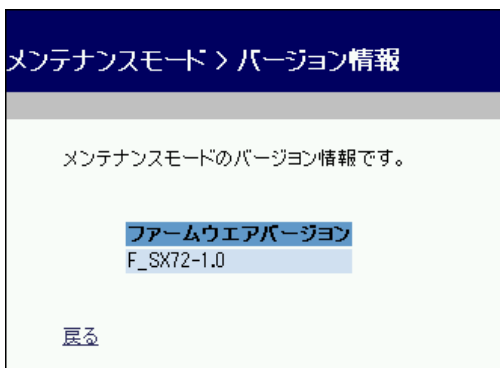 メンテナンスモード > バージョン情報
メンテナンスモードのバージョン情報です。
ファームウエアバージョン
F_SX72-1.0
戻る